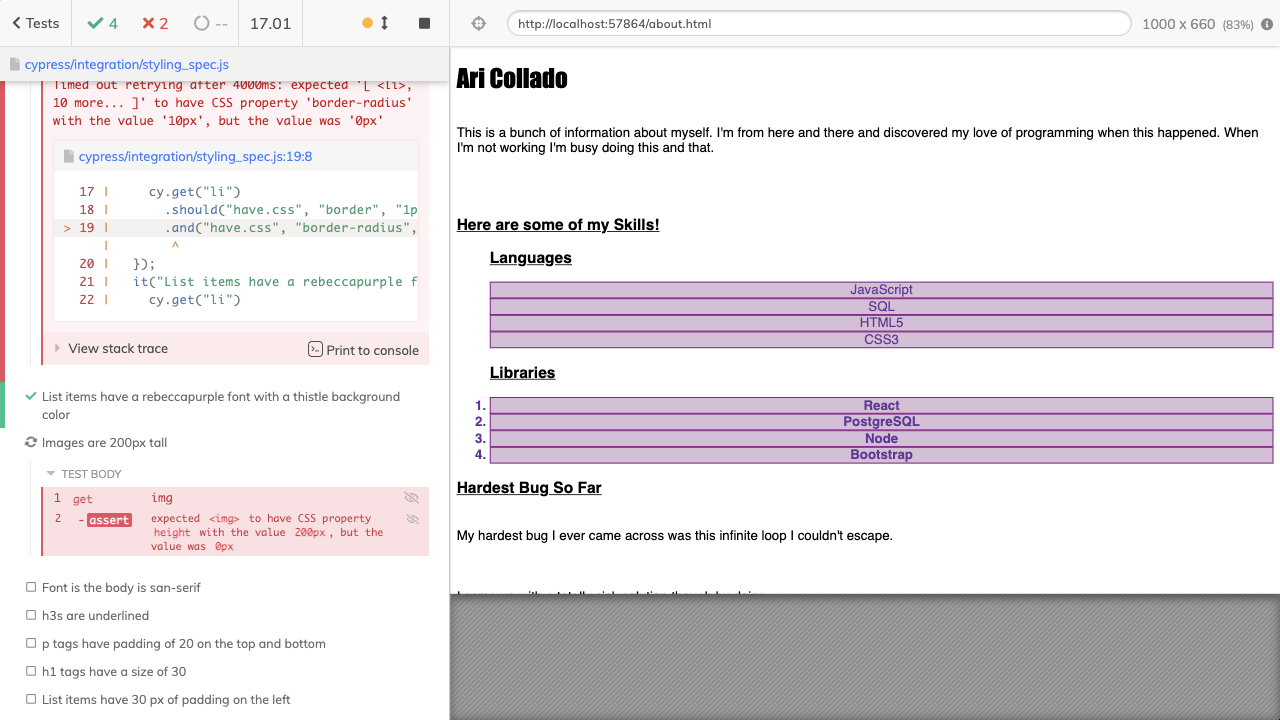 Tests
4
2
--
17.01
http://localhost:57864/about.html
1000 x 660 (83%)
cypress/integration/styling_spec.js
Timed out retrying after 4000ms: expected '[ <li>,
10 more... ]' to have CSS property 'border-radius'
with the value '10px', but the value was '0px'
cypress/integration/styling_spec.js:19:8
17 | cy.get("li")
18 | .should("have.css", "border", "1p
> 19 | .and("have.css", "border-radius",
| ^
20 | });
21 | it("List items have a rebeccapurple f
22 | cy.get("li")
View stack trace
Print to console
List items have a rebeccapurple font with a thistle background
color
Images are 200px tall
TEST BODY
1 get img
2 -assert expected <img> to have CSS property
height with the value 200px, but the
value was 0px
Font is the body is san-serif
h3s are underlined
p tags have padding of 20 on the top and bottom
h1 tags have a size of 30
List items have 30 px of padding on the left
Ari Collado
This is a bunch of information about myself. I'm from here and there and discovered my love of programming when this happened. When
I'm not working I'm busy doing this and that.
Here are some of my Skills!
Languages
JavaScript
SQL
HTML5
CSS3
Libraries
1. React
2. PostgreSQL
3. Node
4. Bootstrap
Hardest Bug So Far
My hardest bug I ever came across was this infinite loop I couldn't escape.